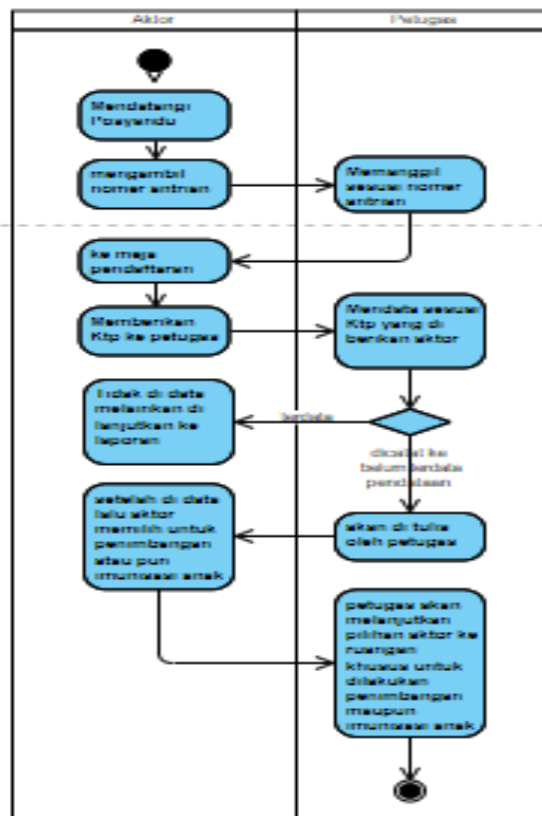 Aktor
Petugas
Mendatangi
Posyandu
mengambil
nomer antrian
Memanggil
sesuai nomer
antrian
ke meja
pendaftaran
Memberikan
Ktp ke petugas
Mendata sesuai
Ktp yang di
berikan aktor
Tidak di data
melainkan di
lanjutkan ke
laporan
terdata
dicatat ke
belum terdata
pendataan
setelah di data
lalu aktor
memilih untuk
penimbangan
atau pun
imunisasi anak
akan di tulis
oleh petugas
petugas akan
melanjutkan
pilihan aktor ke
ruangan
khusus untuk
dilakukan
penimbangan
maupun
imunisasi anak